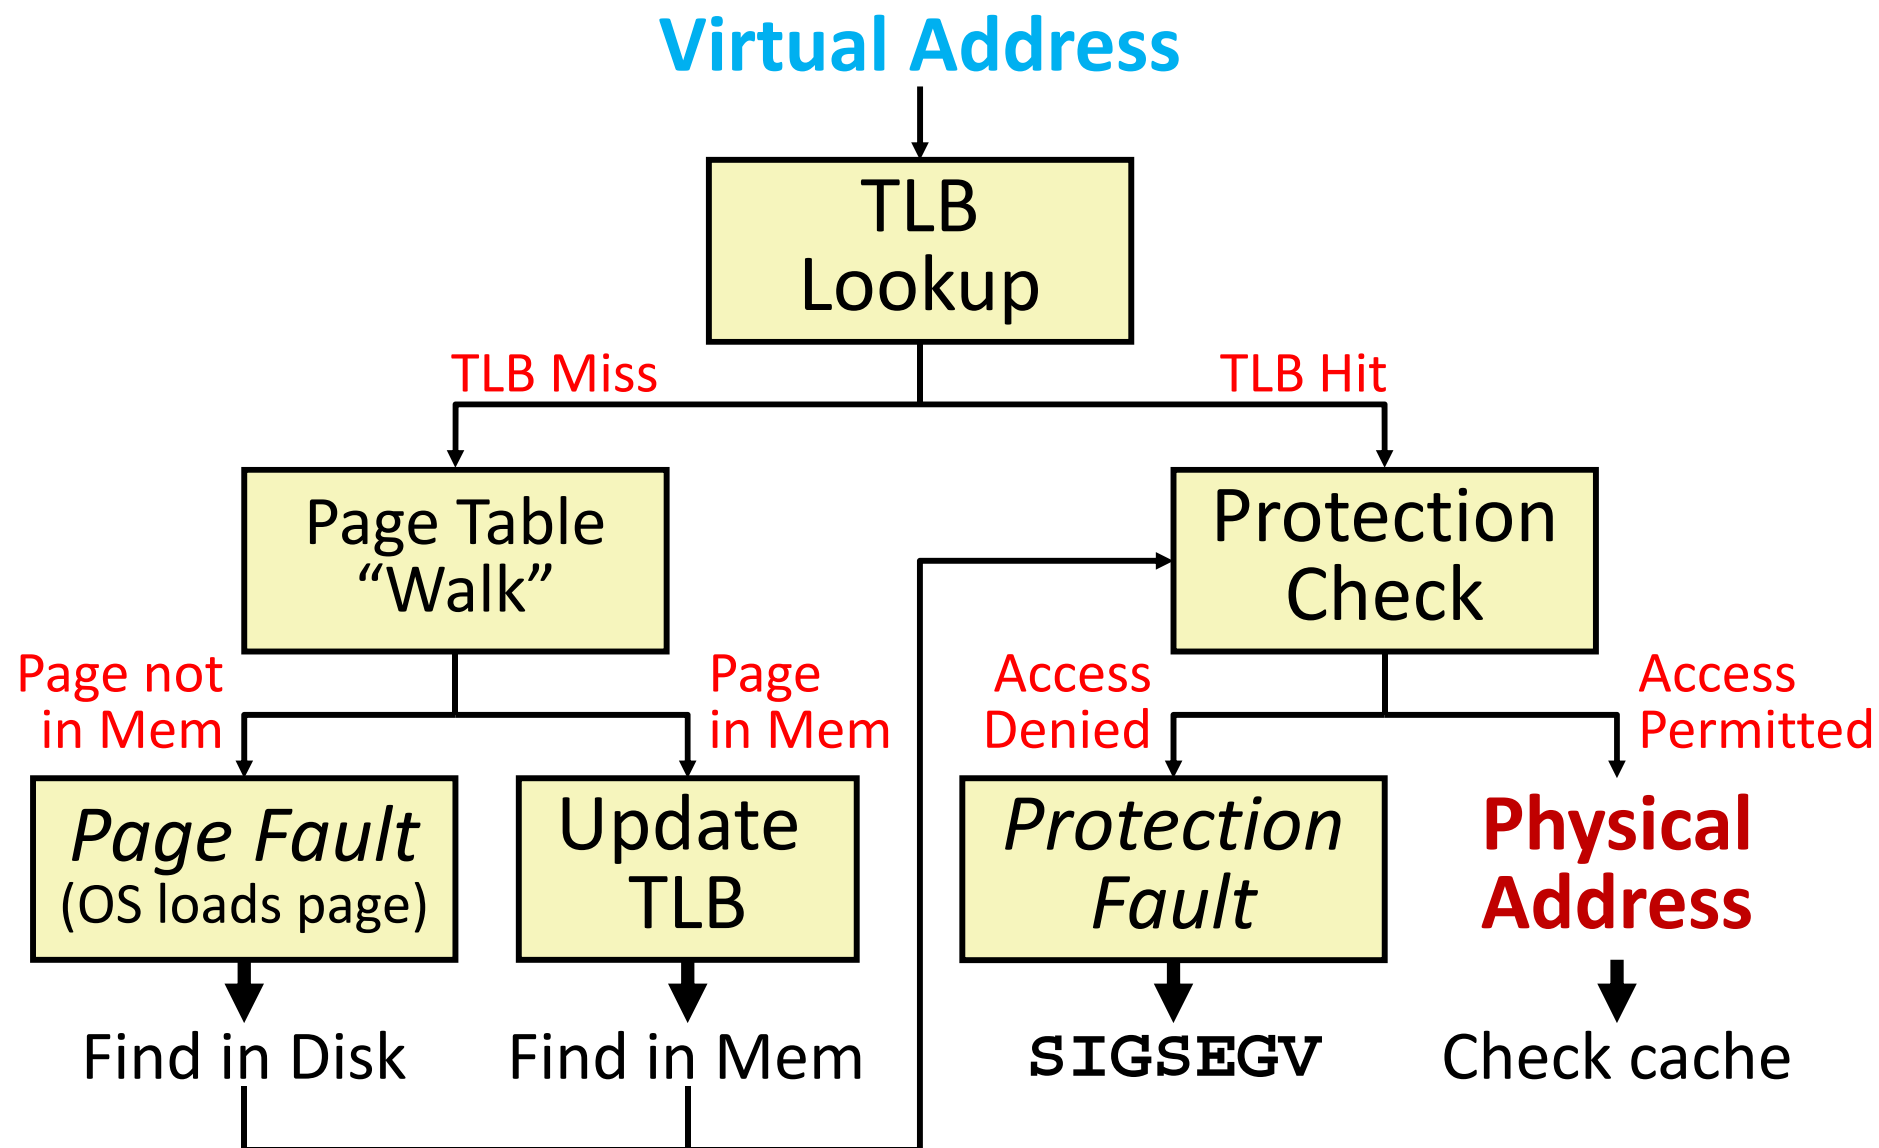 Virtual Address
TLB
Lookup
TLB Miss
TLB Hit
Page Table
“Walk”
Protection
Check
Page not
in Mem
Page
in Mem
Access
Denied
Access
Permitted
Page Fault
(OS loads page)
Update
TLB
Protection
Fault
Physical
Address
Find in Disk
Find in Mem
SIGSEGV
Check cache